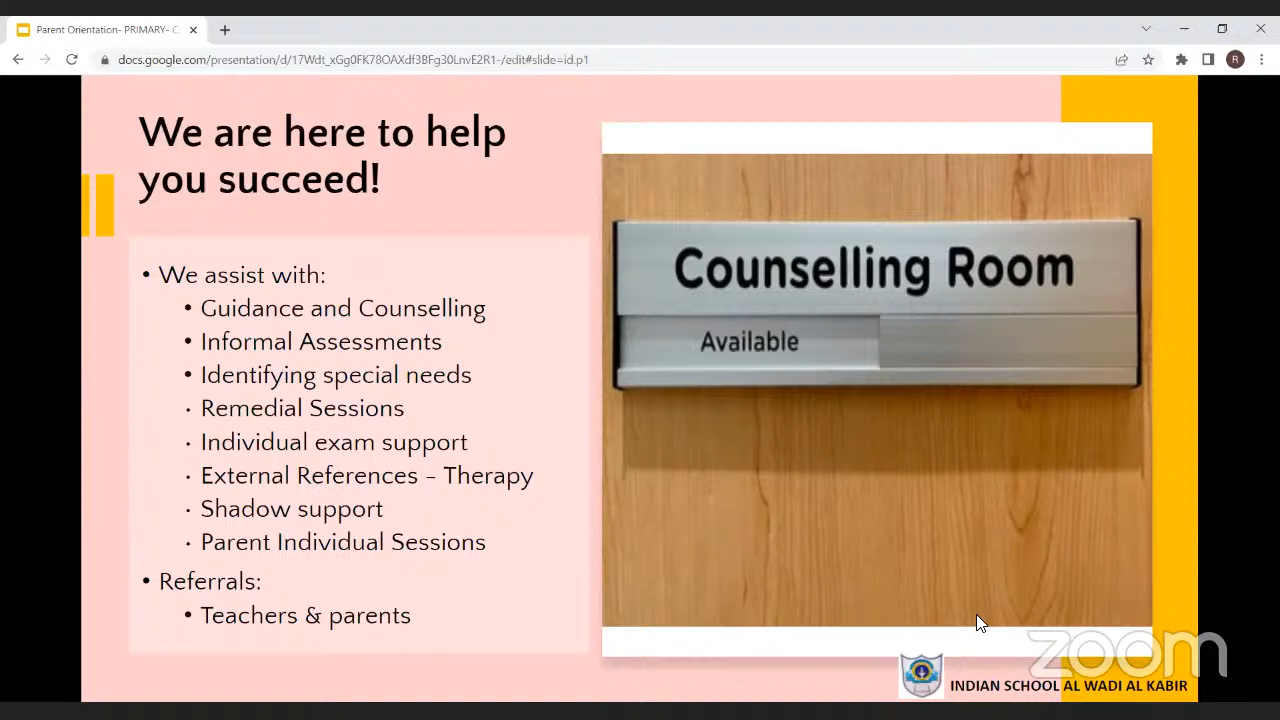 Parent Orientation- PRIMARY- C
docs.google.com/presentation/d/17Wdt_xGg0FK78OAXdf3BFg30LnvE2R1-/edit#slide=id.p1
R
We are here to help
you succeed!
• We assist with:
• Guidance and Counselling
• Informal Assessments
• Identifying special needs
• Remedial Sessions
• Individual exam support
• External References - Therapy
• Shadow support
• Parent Individual Sessions
• Referrals:
• Teachers & parents
Counselling Room
Available
zoom
INDIAN SCHOOL AL WADI AL KABIR